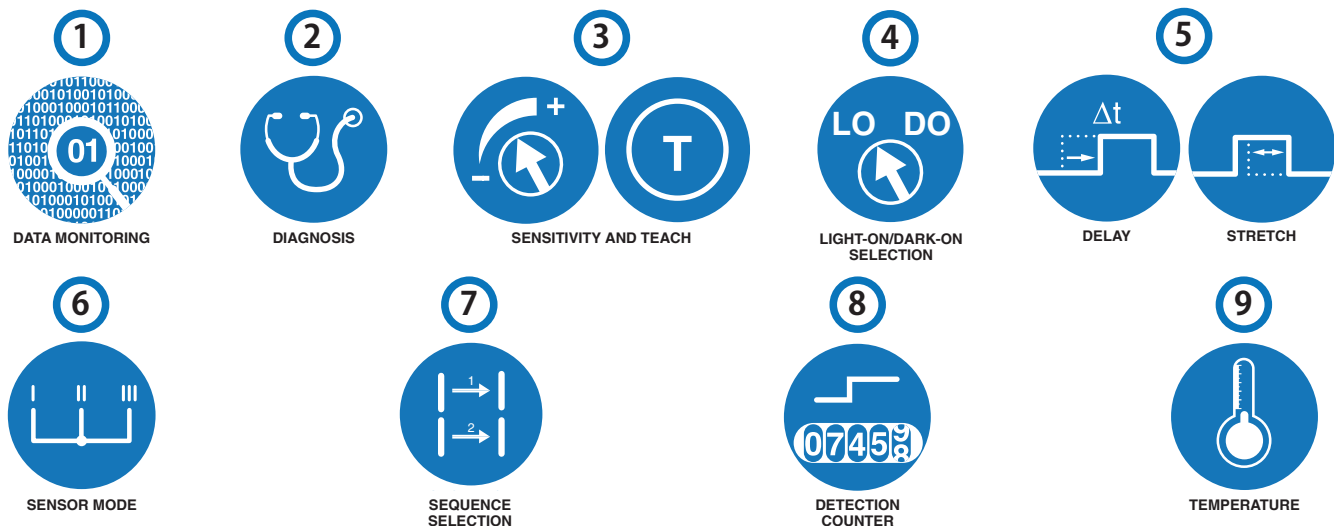 1
2
3
4
5
01
+
-
T
LO DO
Δt
DATA MONITORING
DIAGNOSIS
SENSITIVITY AND TEACH
LIGHT-ON/DARK-ON
SELECTION
DELAY
STRETCH
6
7
8
9
I II III
1
2
0745
SENSOR MODE
SEQUENCE
SELECTION
DETECTION
COUNTER
TEMPERATURE